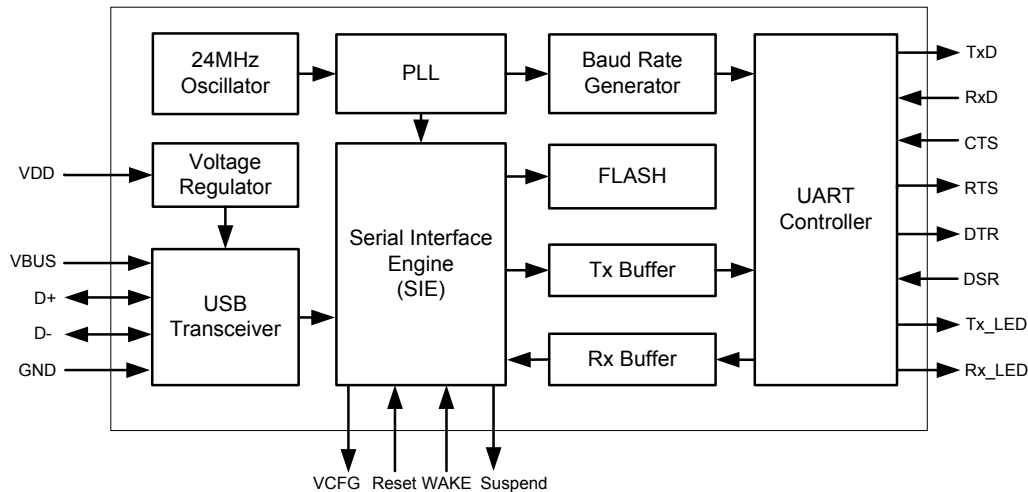 24MHz
Oscillator
PLL
Baud Rate
Generator
TxD
RxD
CTS
RTS
DTR
DSR
Tx_LED
Rx_LED
UART
Controller
VDD
Voltage
Regulator
FLASH
Serial Interface
Engine
(SIE)
Tx Buffer
Rx Buffer
VBUS
D+
D-
GND
USB
Transceiver
VCFG Reset WAKE Suspend